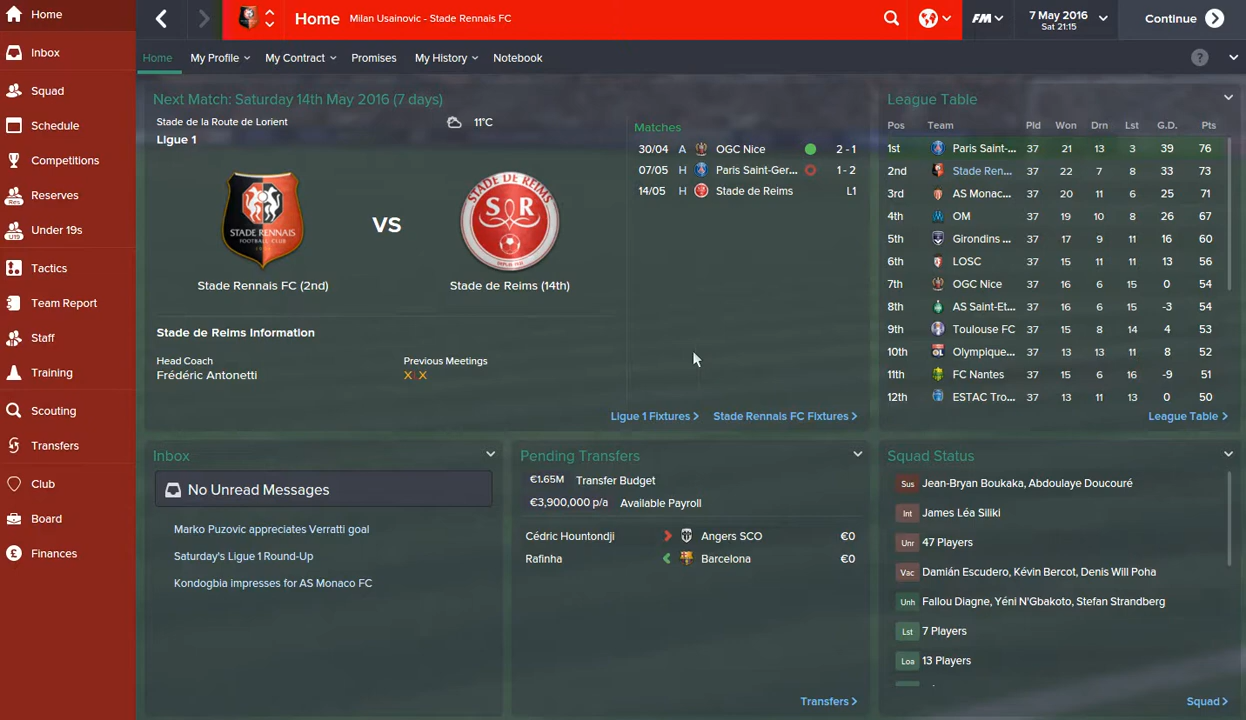 Home
Inbox
Squad
Schedule
Competitions
Reserves
Under 19s
Tactics
Team Report
Staff
Training
Scouting
Transfers
Club
Board
Finances
Home Milan Usainovic - Stade Rennais FC
FM
7 May 2016
Sat 21:15
Continue
Home My Profile My Contract Promises My History Notebook
Next Match: Saturday 14th May 2016 (7 days)
Stade de la Route de Lorient 11°C
Ligue 1
STADE RENNAIS
FOOTBALL CLUB
VS
STADE DE REIMS
SR
Stade Rennais FC (2nd) Stade de Reims (14th)
Stade de Reims Information
Head Coach Previous Meetings
Frédéric Antonetti X X
Matches
30/04 A OGC Nice 2 - 1
07/05 H Paris Saint-Ger... 1 - 2
14/05 H Stade de Reims L1
Ligue 1 Fixtures > Stade Rennais FC Fixtures >
League Table
Pos Team Pld Won Drn Lst G.D. Pts
1st Paris Saint-... 37 21 13 3 39 76
2nd Stade Ren... 37 22 7 8 33 73
3rd AS Monac... 37 20 11 6 25 71
4th OM 37 19 10 8 26 67
5th Girondins ... 37 17 9 11 16 60
6th LOSC 37 15 11 11 13 56
7th OGC Nice 37 16 6 15 0 54
8th AS Saint-Et... 37 16 6 15 -3 54
9th Toulouse FC 37 15 8 14 4 53
10th Olympique... 37 13 13 11 8 52
11th FC Nantes 37 15 6 16 -9 51
12th ESTAC Tro... 37 13 11 13 0 50
League Table >
Inbox
No Unread Messages
Marko Puzovic appreciates Verratti goal
Saturday's Ligue 1 Round-Up
Kondogbia impresses for AS Monaco FC
Pending Transfers
€1.65M Transfer Budget
€3,900,000 p/a Available Payroll
Cédric Hountondji Angers SCO €0
Rafinha Barcelona €0
Transfers >
Squad Status
Sus Jean-Bryan Boukaka, Abdoulaye Doucouré
Int James Léa Siliki
Unr 47 Players
Vac Damián Escudero, Kévin Bercot, Denis Will Poha
Unh Fallou Diagne, Yéni N'Gbakoto, Stefan Strandberg
Lst 7 Players
Loa 13 Players
Squad >